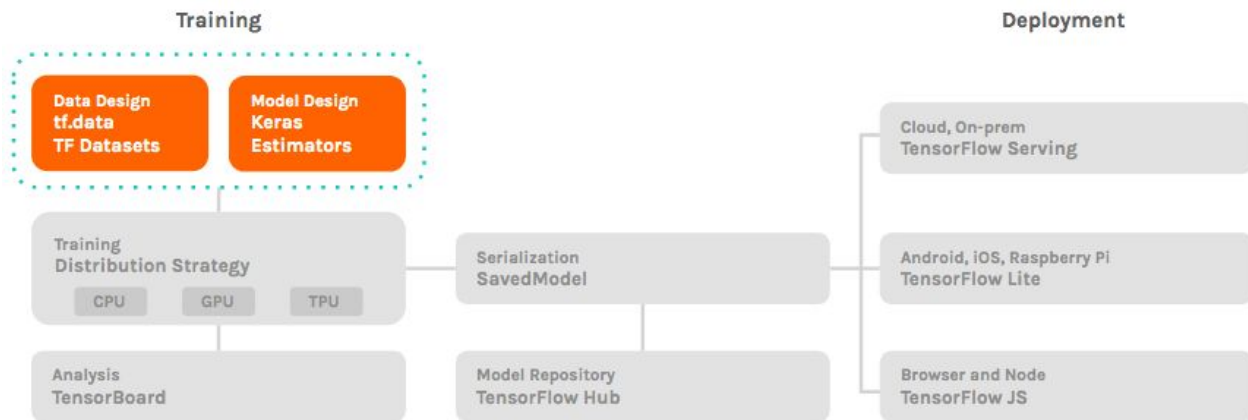 Training
Deployment
Data Design
tf.data
TF Datasets
Model Design
Keras
Estimators
Training
Distribution Strategy
CPU
GPU
TPU
Analysis
TensorBoard
Serialization
SavedModel
Model Repository
TensorFlow Hub
Cloud, On-prem
TensorFlow Serving
Android, iOS, Raspberry Pi
TensorFlow Lite
Browser and Node
TensorFlow JS